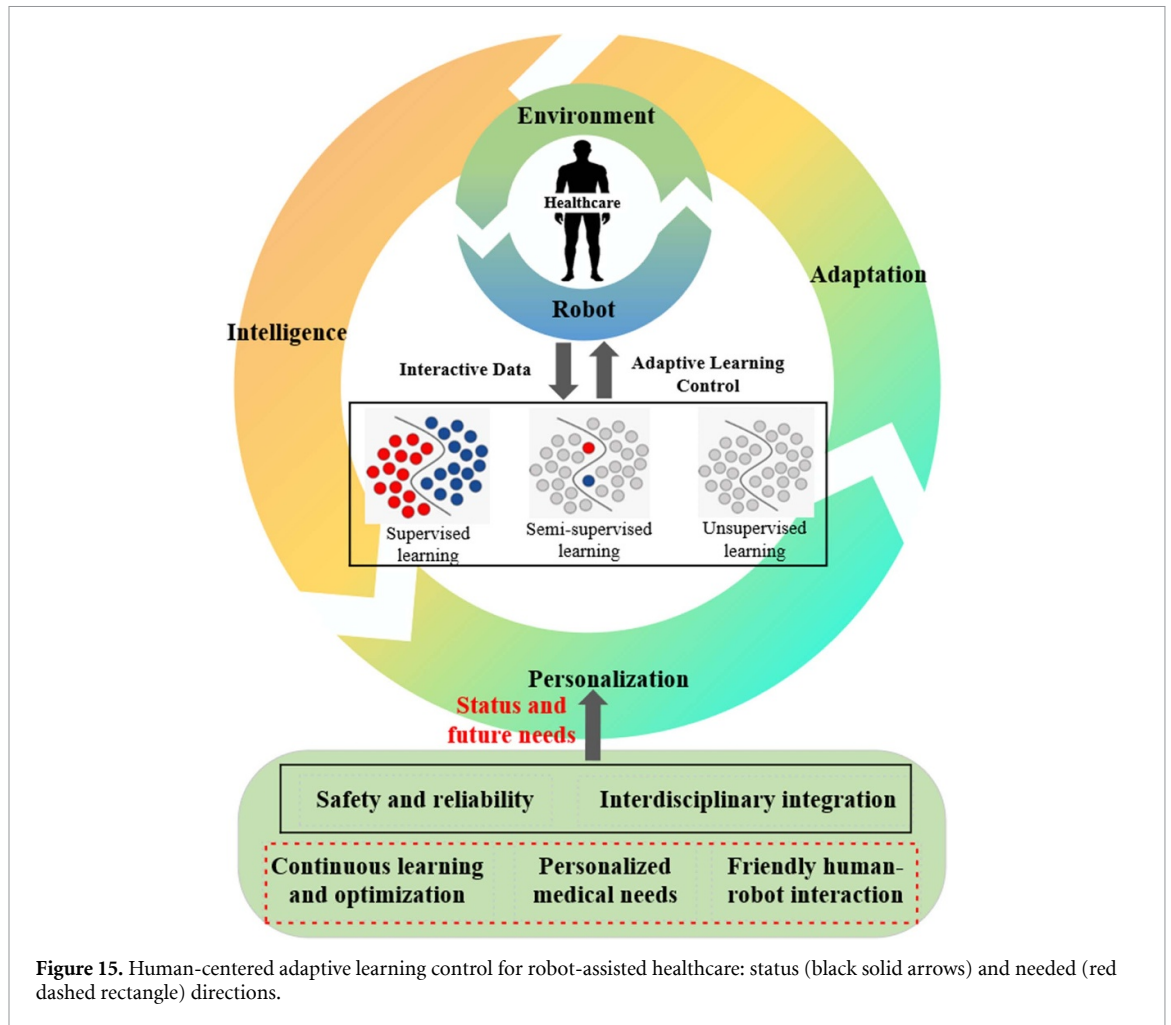 Environment
Healthcare
Adaptation
Robot
Intelligence
Interactive Data
Adaptive Learning
Control
Supervised
learning
Semi-supervised
learning
Unsupervised
learning
Personalization
Status and
future needs
Safety and reliability
Interdisciplinary integration
Continuous learning
and optimization
Personalized
medical needs
Friendly human-
robot interaction
Figure 15. Human-centered adaptive learning control for robot-assisted healthcare: status (black solid arrows) and needed (red
dashed rectangle) directions.